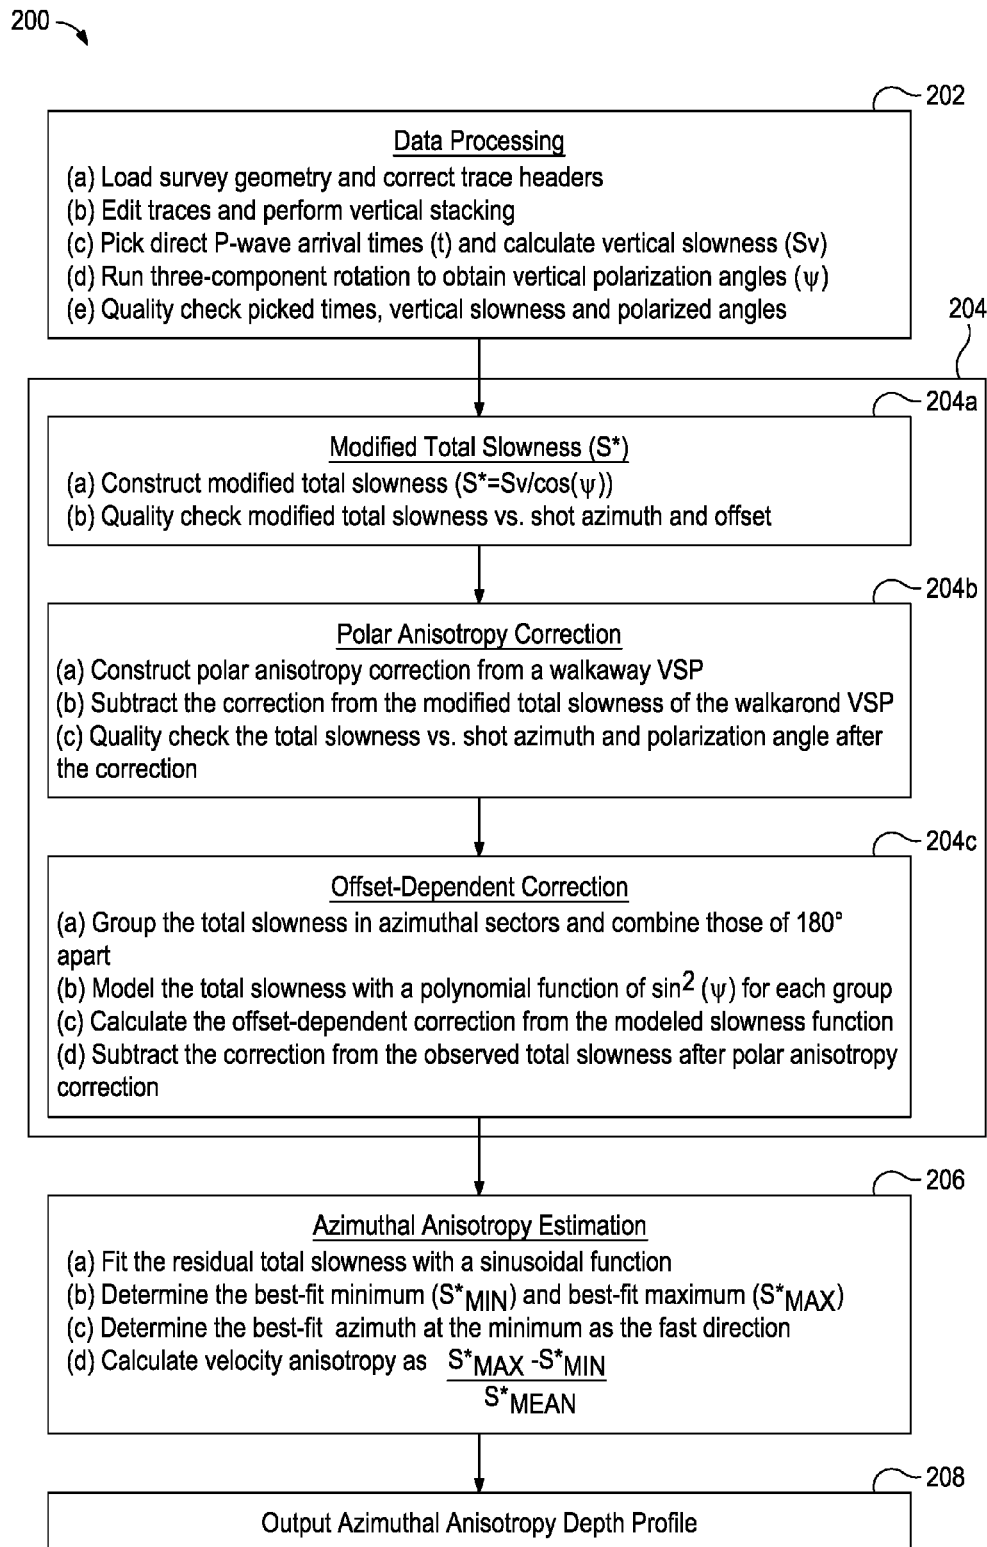 200
202
Data Processing
(a) Load survey geometry and correct trace headers
(b) Edit traces and perform vertical stacking
(c) Pick direct P-wave arrival times (t) and calculate vertical slowness (Sv)
(d) Run three-component rotation to obtain vertical polarization angles (ψ)
(e) Quality check picked times, vertical slowness and polarized angles
204
204a
Modified Total Slowness (S*)
(a) Construct modified total slowness (S*=Sv/cos(ψ))
(b) Quality check modified total slowness vs. shot azimuth and offset
204b
Polar Anisotropy Correction
(a) Construct polar anisotropy correction from a walkaway VSP
(b) Subtract the correction from the modified total slowness of the walkarond VSP
(c) Quality check the total slowness vs. shot azimuth and polarization angle after
the correction
204c
Offset-Dependent Correction
(a) Group the total slowness in azimuthal sectors and combine those of 180°
apart
(b) Model the total slowness with a polynomial function of sin² (ψ) for each group
(c) Calculate the offset-dependent correction from the modeled slowness function
(d) Subtract the correction from the observed total slowness after polar anisotropy
correction
206
Azimuthal Anisotropy Estimation
(a) Fit the residual total slowness with a sinusoidal function
(b) Determine the best-fit minimum (S*MIN) and best-fit maximum (S*MAX)
(c) Determine the best-fit azimuth at the minimum as the fast direction
(d) Calculate velocity anisotropy as S*MAX -S*MIN
S*MEAN
208
Output Azimuthal Anisotropy Depth Profile